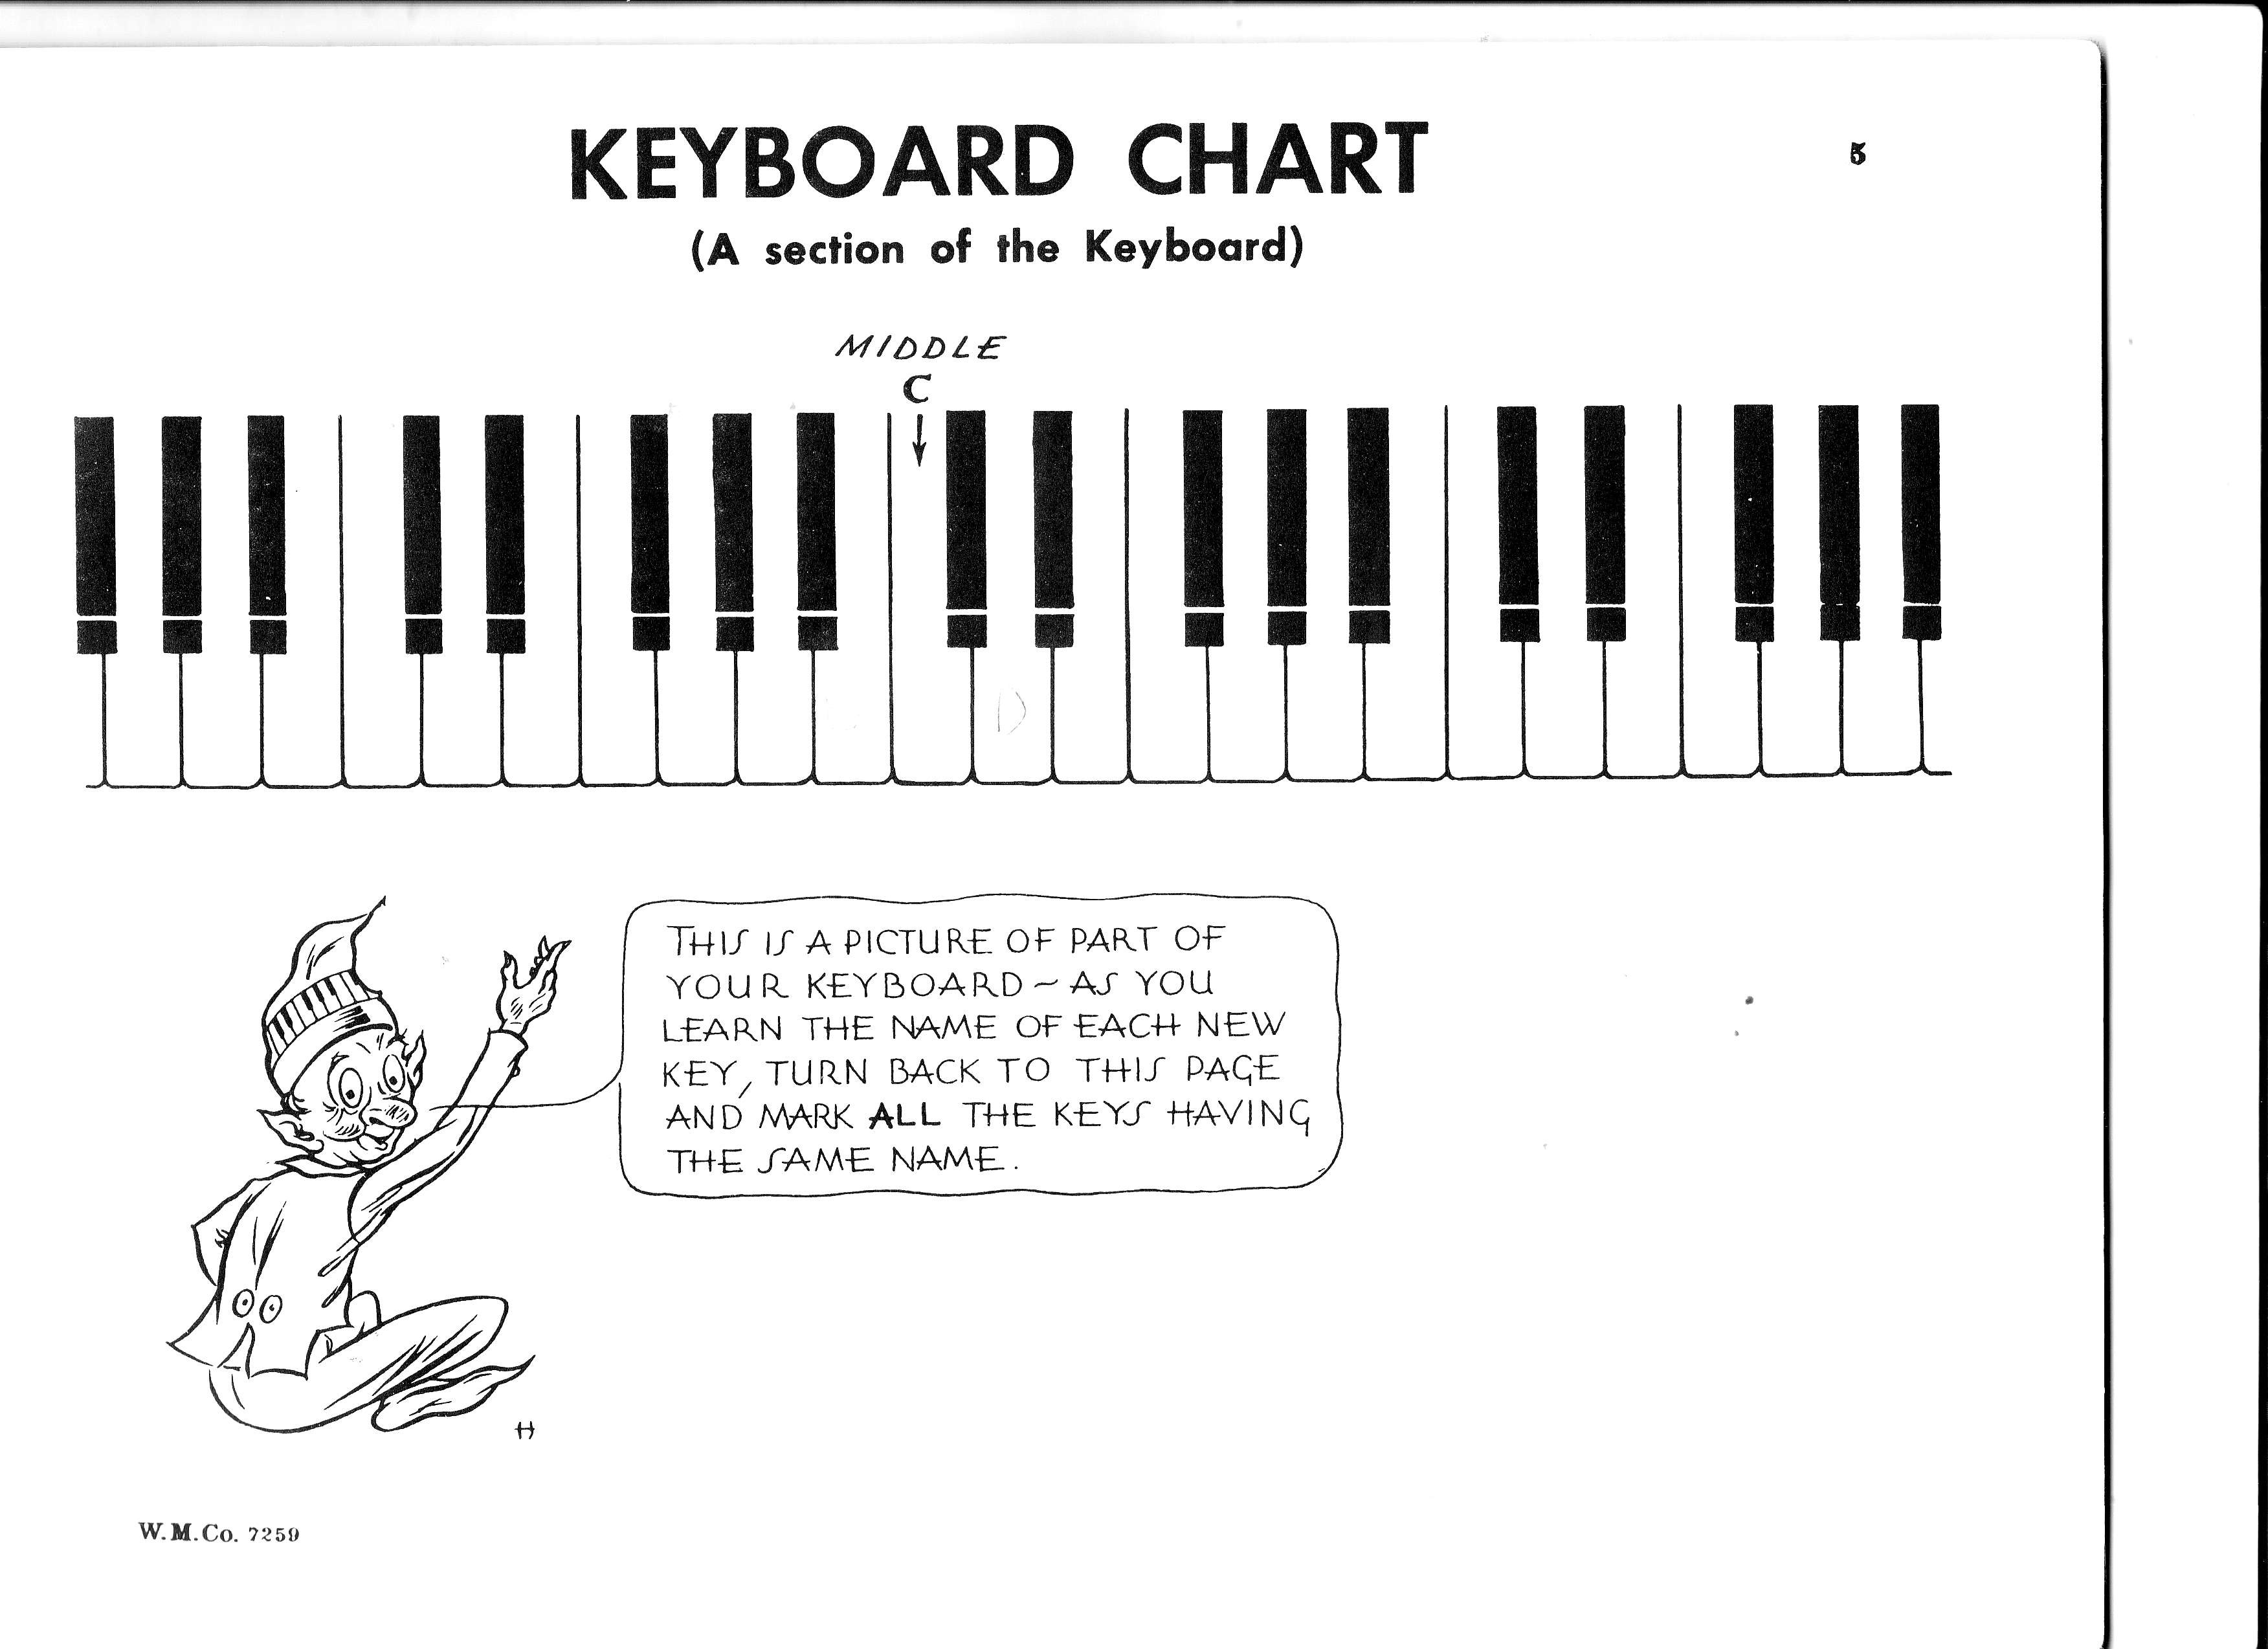 KEYBOARD CHART
5
(A section of the Keyboard)
MIDDLE
C
D
THIS IS A PICTURE OF PART OF
YOUR KEYBOARD ~ AS YOU
LEARN THE NAME OF EACH NEW
KEY, TURN BACK TO THIS PAGE
AND MARK ALL THE KEYS HAVING
THE SAME NAME.
H
W.M.Co. 7259